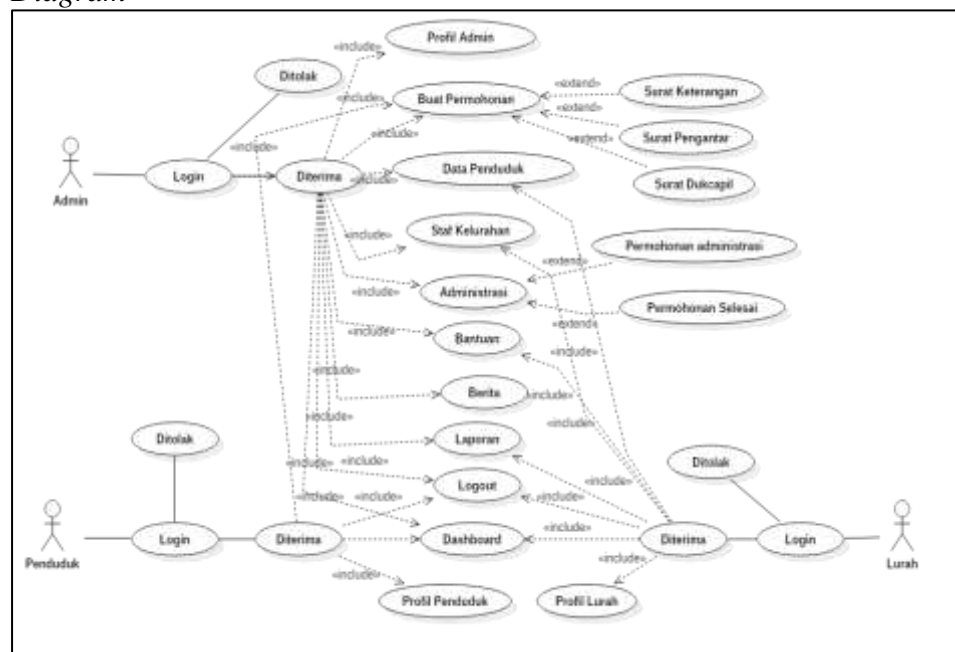 Diagram
Profil Admin
«include»
Ditolak
«include»
Buat Permohonan
«extend»
Surat Keterangan
«extend»
«include»
«include»
«extend»
Surat Pengantar
Admin
Login
Diterima
«include»
Data Penduduk
Surat Dukcapil
Staf Kelurahan
«include»
Permohonan administrasi
«extend»
Administrasi
«include»
Permohonan Selesai
«extend»
Bantuan
«include»
«include»
Berita
«include»
«include»
«include»
«include»
Ditolak
Laporan
Ditolak
«include»
«include»
Logout
«include»
«include»
«include»
«include»
Penduduk
Login
Diterima
Dashboard
«include»
Diterima
Login
Lurah
«include»
«include»
Profil Penduduk
Profil Lurah